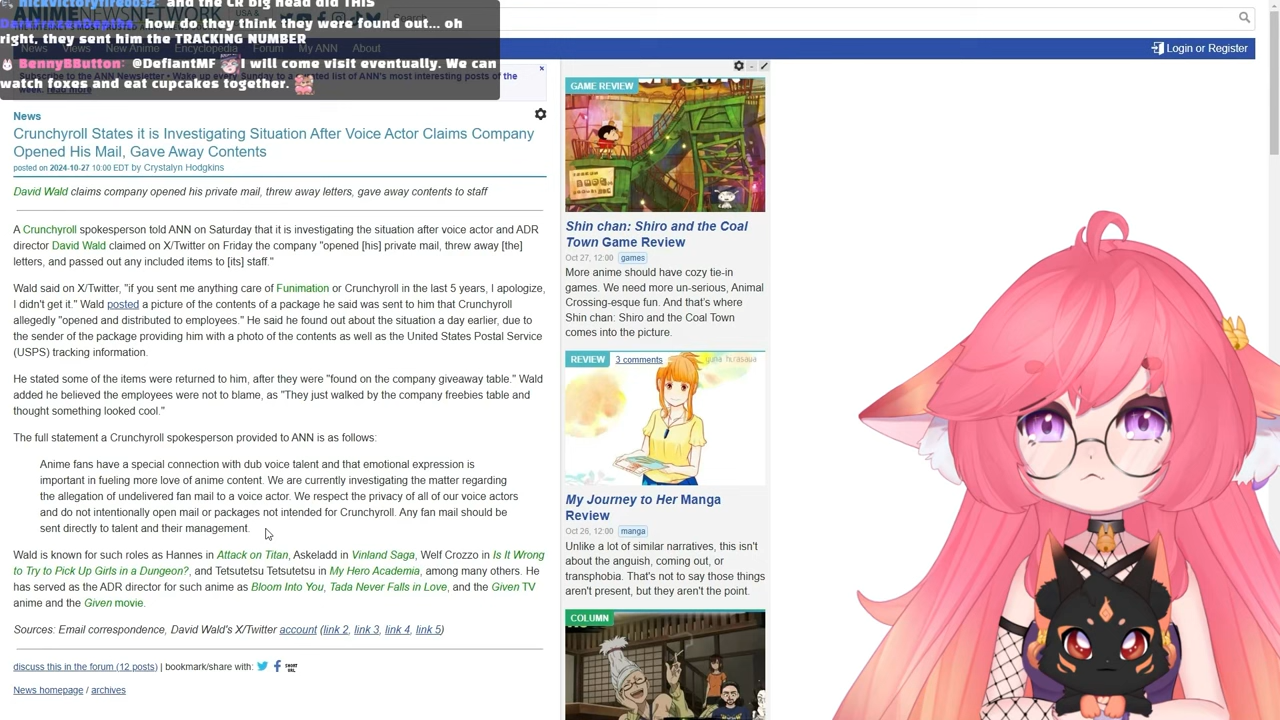 nickvictoryfire0032: and the CR big head did THIS
how do they think they were found out... oh
right, they sent him the TRACKING NUMBER
BennyBButton: @DefiantMF I will come visit eventually. We can
watch foxes and eat cupcakes together.
ANIME NEWS NETWORK
Login or Register
News
Crunchyroll States it is Investigating Situation After Voice Actor Claims Company
Opened His Mail, Gave Away Contents
posted on 2024-10-27 10:00 EDT by Crystalyn Hodgkins
David Wald claims company opened his private mail, threw away letters, gave away contents to staff
A Crunchyroll spokesperson told ANN on Saturday that it is investigating the situation after voice actor and ADR
director David Wald claimed on X/Twitter on Friday the company "opened [his] private mail, threw away [the]
letters, and passed out any included items to [its] staff."
Wald said on X/Twitter, "if you sent me anything care of Funimation or Crunchyroll in the last 5 years, I apologize,
I didn't get it." Wald posted a picture of the contents of a package he said was sent to him that Crunchyroll
allegedly "opened and distributed to employees." He said he found out about the situation a day earlier, due to
the sender of the package providing him with a photo of the contents as well as the United States Postal Service
(USPS) tracking information.
He stated some of the items were returned to him, after they were "found on the company giveaway table." Wald
added he believed the employees were not to blame, as "They just walked by the company freebies table and
thought something looked cool."
The full statement a Crunchyroll spokesperson provided to ANN is as follows:
Anime fans have a special connection with dub voice talent and that emotional expression is
important in fueling more love of anime content. We are currently investigating the matter regarding
the allegation of undelivered fan mail to a voice actor. We respect the privacy of all of our voice actors
and do not intentionally open mail or packages not intended for Crunchyroll. Any fan mail should be
sent directly to talent and their management.
Wald is known for such roles as Hannes in Attack on Titan, Askeladd in Vinland Saga, Welf Crozzo in Is It Wrong
to Try to Pick Up Girls in a Dungeon?, and Tetsutetsu Tetsutetsu in My Hero Academia, among many others. He
has served as the ADR director for such anime as Bloom Into You, Tada Never Falls in Love, and the Given TV
anime and the Given movie.
Sources: Email correspondence, David Wald's X/Twitter account (link 2, link 3, link 4, link 5)
discuss this in the forum (12 posts) | bookmark/share with: SHORT URL
News homepage / archives
GAME REVIEW
Shin chan: Shiro and the Coal
Town Game Review
Oct 27, 12:00 games
More anime should have cozy tie-in
games. We need more un-serious, Animal
Crossing-esque fun. And that's where
Shin chan: Shiro and the Coal Town
comes into the picture.
REVIEW 3 comments
My Journey to Her Manga
Review
Oct 26, 12:00 manga
Unlike a lot of similar narratives, this isn't
about the anguish, coming out, or
transphobia. That's not to say those things
aren't present, but they aren't the point.
COLUMN